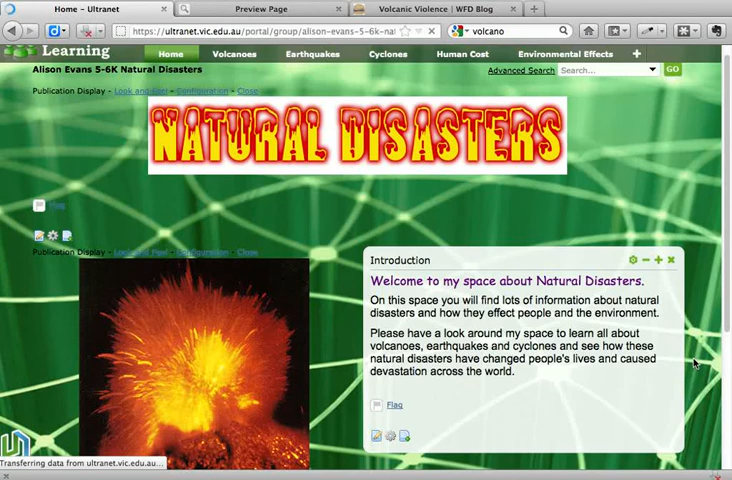 Home – Ultranet
Preview Page
Volcanic Violence | WFD Blog
https://ultranet.vic.edu.au/portal/group/alison-evans-5-6k-na
volcano
Learning
Home
Volcanoes
Earthquakes
Cyclones
Human Cost
Environmental Effects
Alison Evans 5-6K Natural Disasters
Advanced Search
Search...
GO
Publication Display - Look and Feel - Configuration - Close
NATURAL DISASTERS
Flag
Publication Display - Look and Feel - Configuration - Close
Introduction
Welcome to my space about Natural Disasters.
On this space you will find lots of information about natural
disasters and how they effect people and the environment.
Please have a look around my space to learn all about
volcanoes, earthquakes and cyclones and see how these
natural disasters have changed people's lives and caused
devastation across the world.
Flag
Transferring data from ultranet.vic.edu.au...